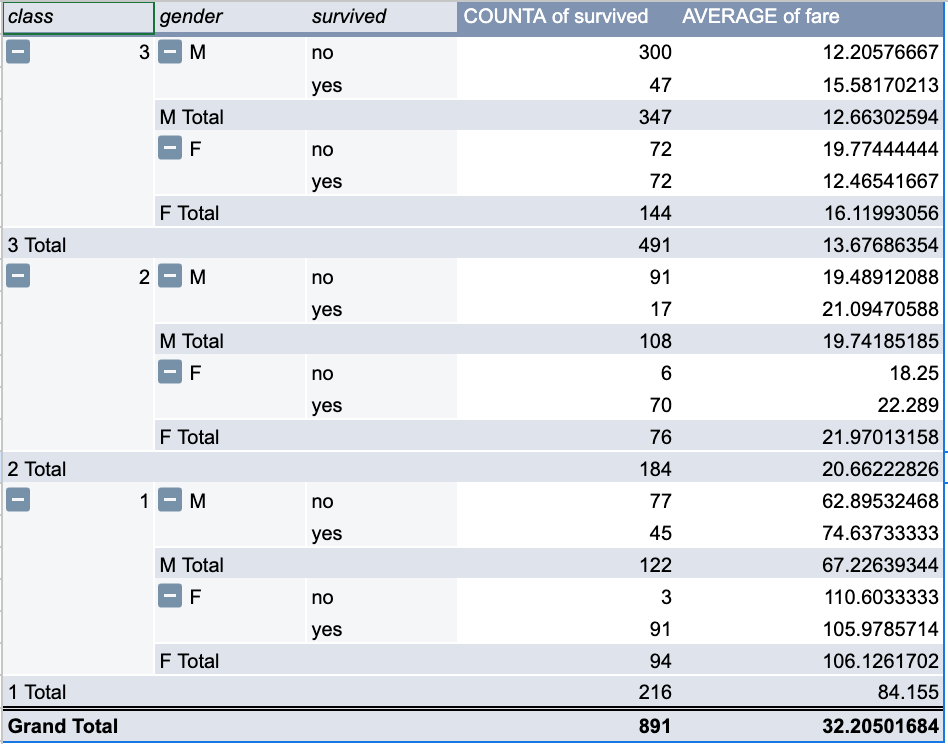 class gender survived COUNTA of survived AVERAGE of fare
3 M no 300 12.20576667
yes 47 15.58170213
M Total 347 12.66302594
F no 72 19.77444444
yes 72 12.46541667
F Total 144 16.11993056
3 Total 491 13.67686354
2 M no 91 19.48912088
yes 17 21.09470588
M Total 108 19.74185185
F no 6 18.25
yes 70 22.289
F Total 76 21.97013158
2 Total 184 20.66222826
1 M no 77 62.89532468
yes 45 74.63733333
M Total 122 67.22639344
F no 3 110.6033333
yes 91 105.9785714
F Total 94 106.1261702
1 Total 216 84.155
Grand Total 891 32.20501684